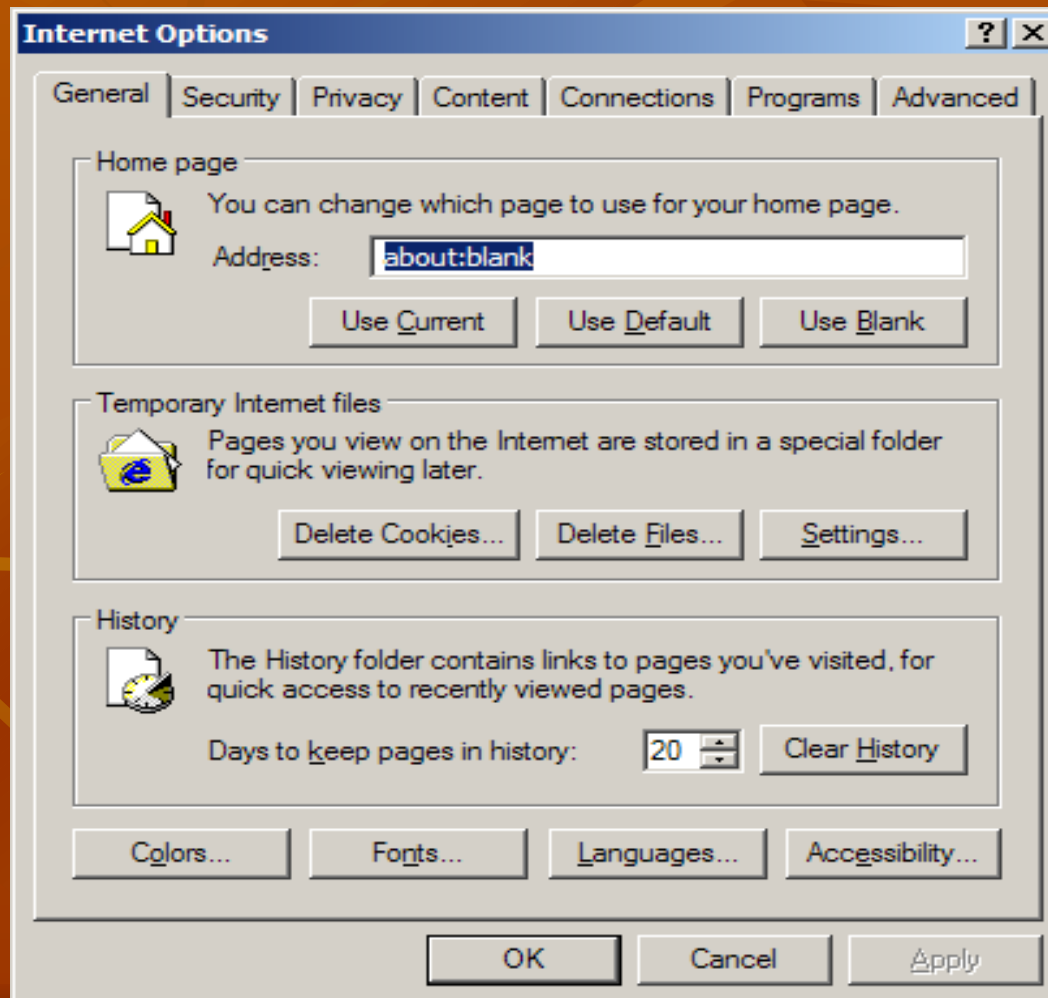 Internet Options
General Security Privacy Content Connections Programs Advanced
Home page
You can change which page to use for your home page.
Address: about:blank
Use Current Use Default Use Blank
Temporary Internet files
Pages you view on the Internet are stored in a special folder
for quick viewing later.
Delete Cookies... Delete Files... Settings...
History
The History folder contains links to pages you've visited, for
quick access to recently viewed pages.
Days to keep pages in history: 20 Clear History
Colors... Fonts... Languages... Accessibility...
OK Cancel Apply